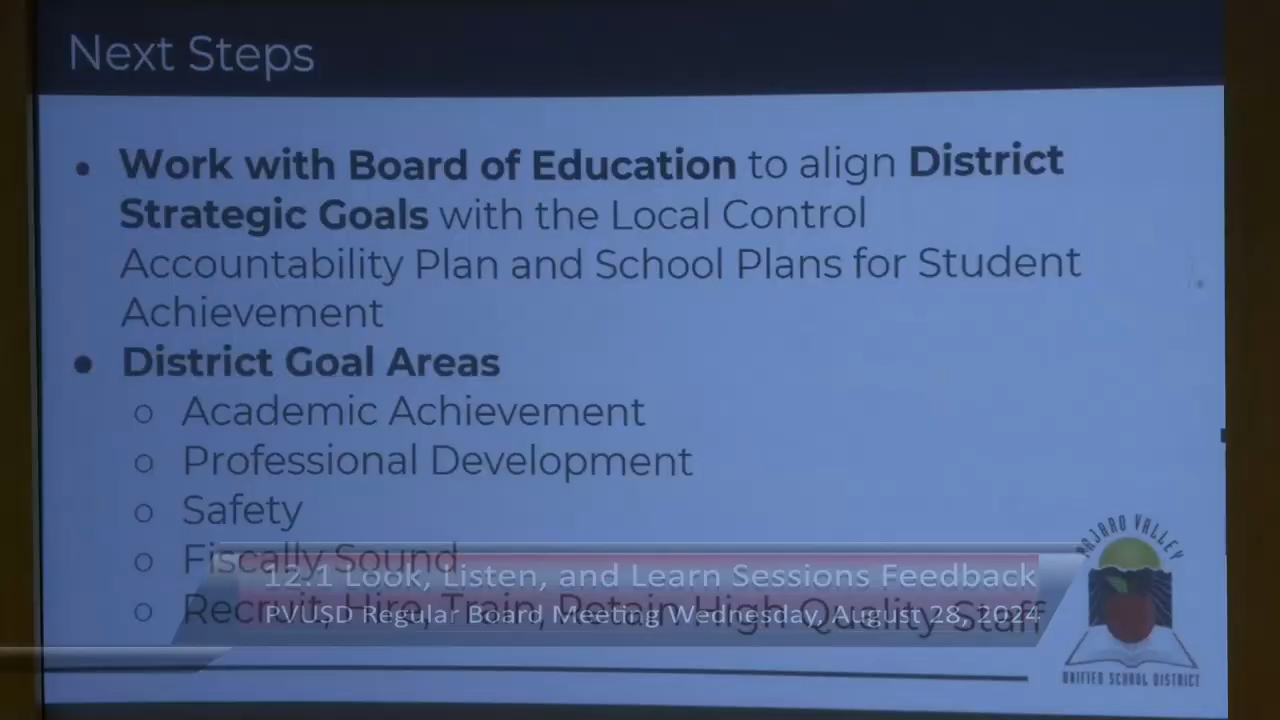 Next Steps
• Work with Board of Education to align District
Strategic Goals with the Local Control
Accountability Plan and School Plans for Student
Achievement
• District Goal Areas
o Academic Achievement
o Professional Development
o Safety
o Fiscally Sound
12.1 Look, Listen, and Learn Sessions Feedback
o Recruit, Hire, Train, Retain High Quality Staff
PVUSD Regular Board Meeting Wednesday, August 28, 2024
PAJARO VALLEY
UNIFIED SCHOOL DISTRICT